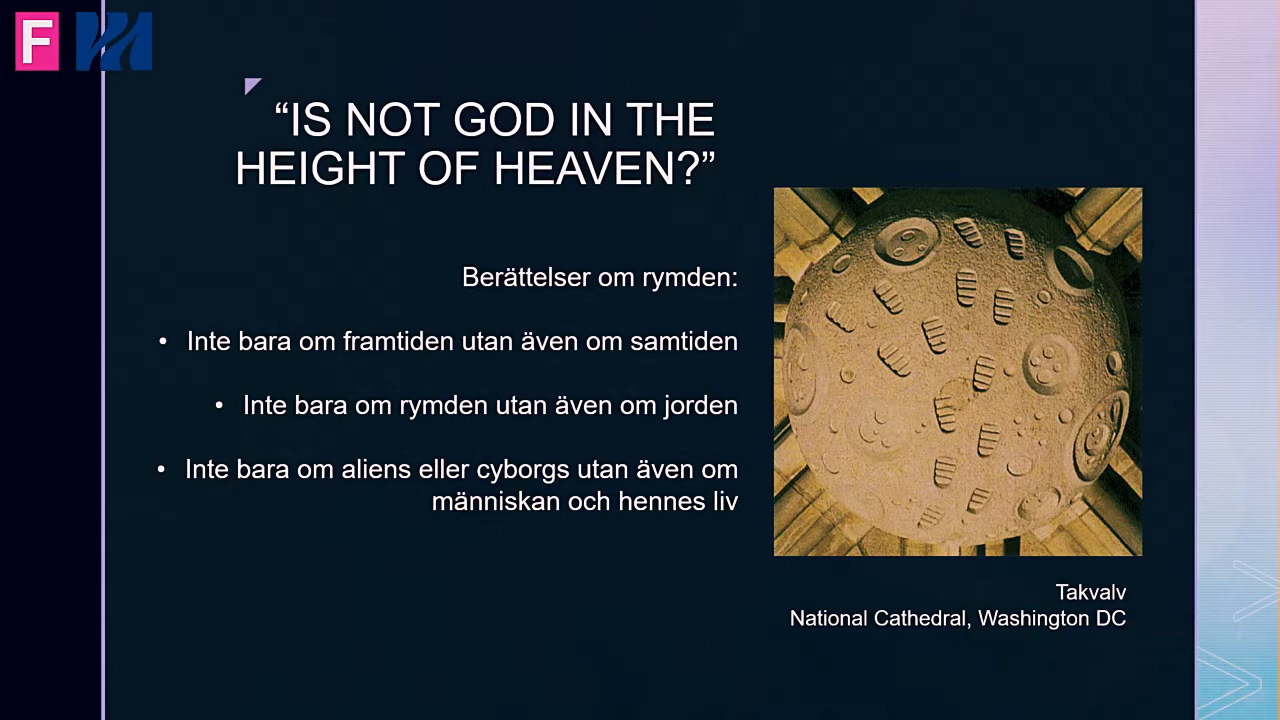 F
“IS NOT GOD IN THE
HEIGHT OF HEAVEN?”
Berättelser om rymden:
• Inte bara om framtiden utan även om samtiden
• Inte bara om rymden utan även om jorden
• Inte bara om aliens eller cyborgs utan även om
människan och hennes liv
Takvalv
National Cathedral, Washington DC